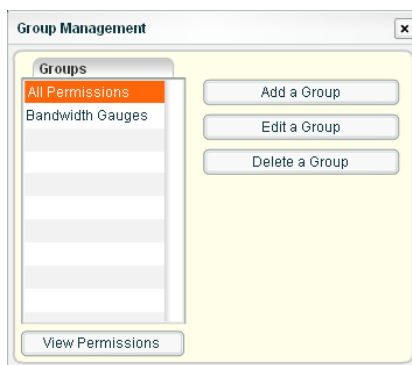 Group Management
Groups
All Permissions
Bandwidth Gauges
Add a Group
Edit a Group
Delete a Group
View Permissions